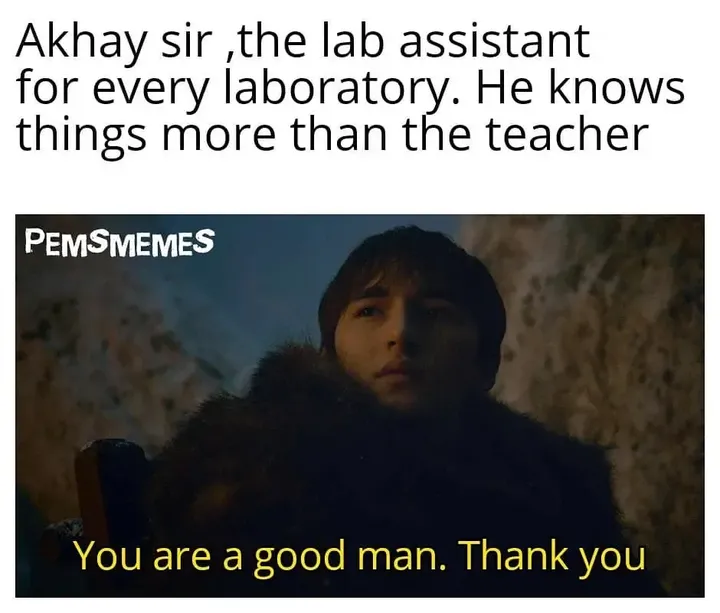 Akhay sir ,the lab assistant
for every laboratory. He knows
things more than the teacher
PEMSMEMES
You are a good man. Thank you